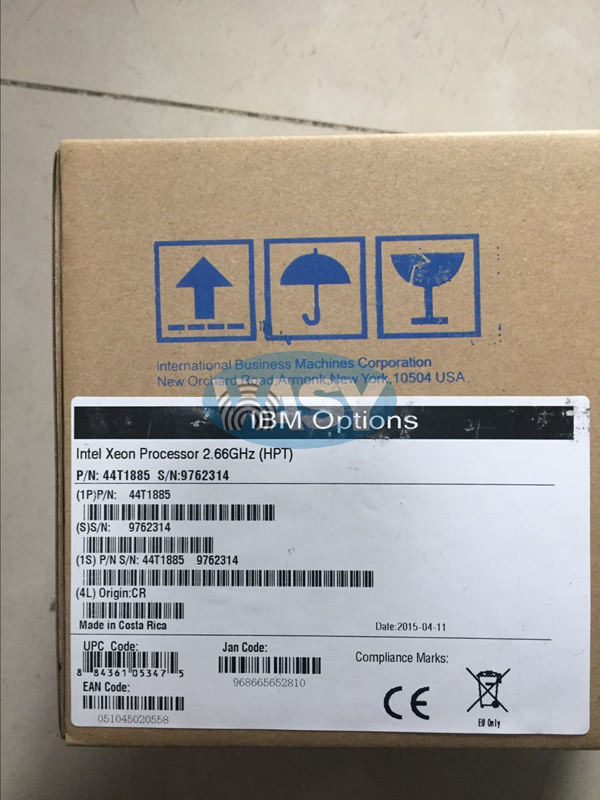 International Business Machines Corporation
New Orchard Road Armonk,New York,10504 USA
EASY
IBM Options
Intel Xeon Processor 2.66GHz (HPT)
P/N: 44T1885 S/N:9762314
(1P)P/N: 44T1885
(S)S/N: 9762314
(1S) P/N S/N: 44T1885 9762314
(4L) Origin:CR
Made in Costa Rica
Date:2015-04-11
UPC Code:
8 84361 05347 5
EAN Code:
051045020558
Jan Code:
968665652810
Compliance Marks:
CE
EU Only